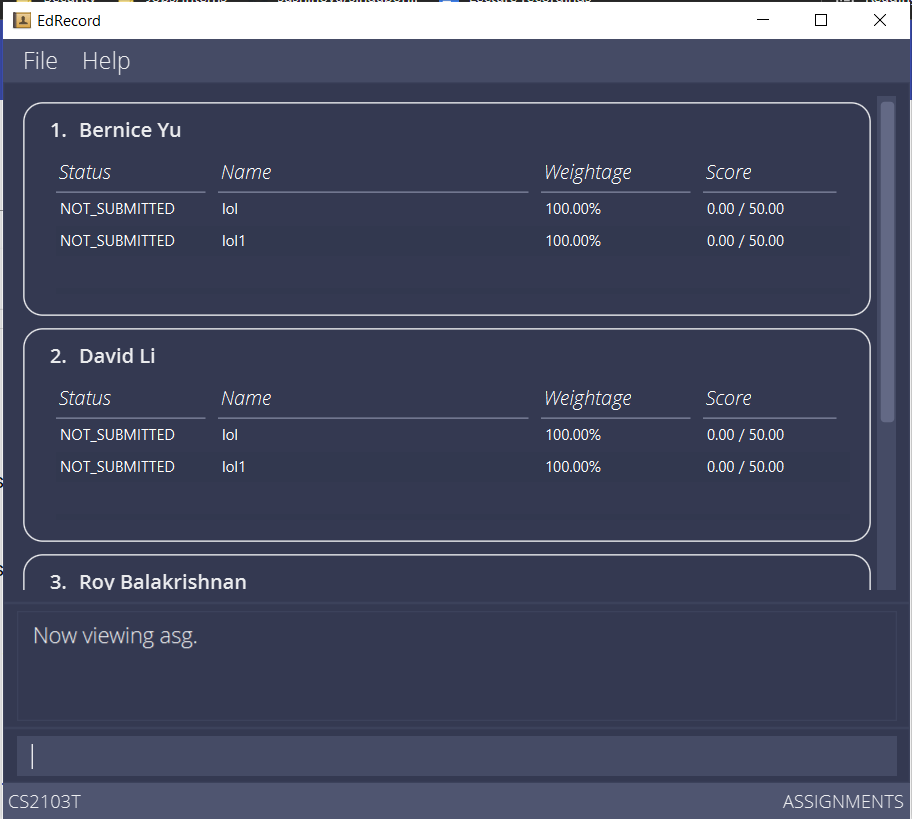 EdRecord
File Help
1. Bernice Yu
Status Name Weightage Score
NOT_SUBMITTED lol 100.00% 0.00 / 50.00
NOT_SUBMITTED lol1 100.00% 0.00 / 50.00
2. David Li
Status Name Weightage Score
NOT_SUBMITTED lol 100.00% 0.00 / 50.00
NOT_SUBMITTED lol1 100.00% 0.00 / 50.00
3. Roy Balakrishnan
Now viewing asg.
CS2103T ASSIGNMENTS